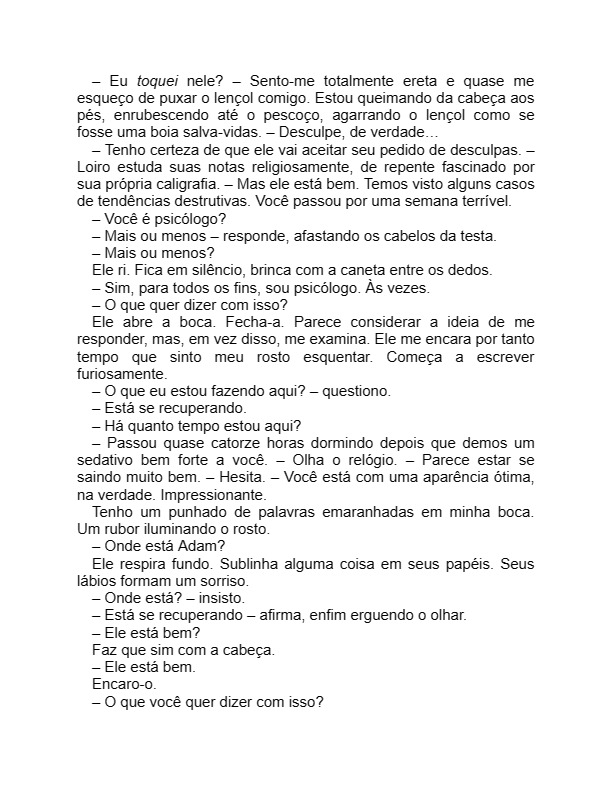 – Eu toquei nele? – Sento-me totalmente ereta e quase me
esqueço de puxar o lençol comigo. Estou queimando da cabeça aos
pés, enrubescendo até o pescoço, agarrando o lençol como se
fosse uma boia salva-vidas. – Desculpe, de verdade…
– Tenho certeza de que ele vai aceitar seu pedido de desculpas. –
Loiro estuda suas notas religiosamente, de repente fascinado por
sua própria caligrafia. – Mas ele está bem. Temos visto alguns casos
de tendências destrutivas. Você passou por uma semana terrível.
– Você é psicólogo?
– Mais ou menos – responde, afastando os cabelos da testa.
– Mais ou menos?
Ele ri. Fica em silêncio, brinca com a caneta entre os dedos.
– Sim, para todos os fins, sou psicólogo. Às vezes.
– O que quer dizer com isso?
Ele abre a boca. Fecha-a. Parece considerar a ideia de me
responder, mas, em vez disso, me examina. Ele me encara por tanto
tempo que sinto meu rosto esquentar. Começa a escrever
furiosamente.
– O que eu estou fazendo aqui? – questiono.
– Está se recuperando.
– Há quanto tempo estou aqui?
– Passou quase catorze horas dormindo depois que demos um
sedativo bem forte a você. – Olha o relógio. – Parece estar se
saindo muito bem. – Hesita. – Você está com uma aparência ótima,
na verdade. Impressionante.
Tenho um punhado de palavras emaranhadas em minha boca.
Um rubor iluminando o rosto.
– Onde está Adam?
Ele respira fundo. Sublinha alguma coisa em seus papéis. Seus
lábios formam um sorriso.
– Onde está? – insisto.
– Está se recuperando – afirma, enfim erguendo o olhar.
– Ele está bem?
Faz que sim com a cabeça.
– Ele está bem.
Encaro-o.
– O que você quer dizer com isso?